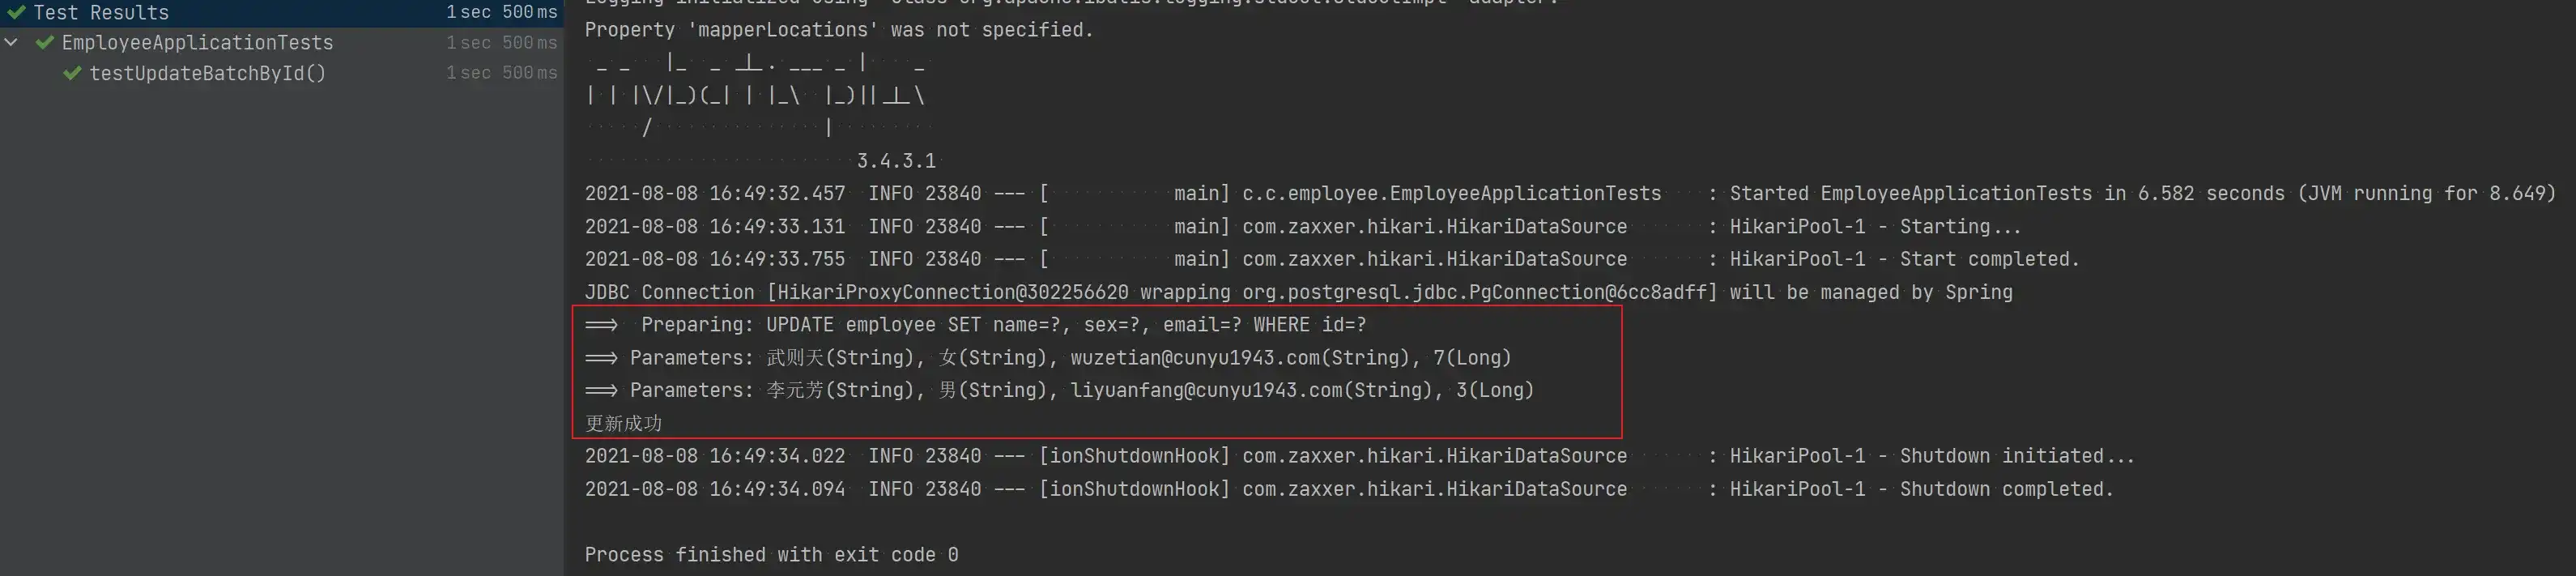 Test Results 1 sec 500 ms
EmployeeApplicationTests 1 sec 500 ms
testUpdateBatchById() 1 sec 500 ms
Property 'mapperLocations' was not specified.
 _ _   |_  _ _|_. ___ _ |    _
| | |\/|_)(_| | |_\  |_)||_|_\
     /               |
3.4.3.1
2021-08-08 16:49:32.457  INFO 23840 --- [           main] c.c.employee.EmployeeApplicationTests    : Started EmployeeApplicationTests in 6.582 seconds (JVM running for 8.649)
2021-08-08 16:49:33.131  INFO 23840 --- [           main] com.zaxxer.hikari.HikariDataSource       : HikariPool-1 - Starting...
2021-08-08 16:49:33.755  INFO 23840 --- [           main] com.zaxxer.hikari.HikariDataSource       : HikariPool-1 - Start completed.
JDBC Connection [HikariProxyConnection@302256620 wrapping org.postgresql.jdbc.PgConnection@6cc8adff] will be managed by Spring
==>  Preparing: UPDATE employee SET name=?, sex=?, email=? WHERE id=?
==> Parameters: 武则天(String), 女(String), wuzetian@cunyu1943.com(String), 7(Long)
==> Parameters: 李元芳(String), 男(String), liyuanfang@cunyu1943.com(String), 3(Long)
更新成功
2021-08-08 16:49:34.022  INFO 23840 --- [ionShutdownHook] com.zaxxer.hikari.HikariDataSource       : HikariPool-1 - Shutdown initiated...
2021-08-08 16:49:34.094  INFO 23840 --- [ionShutdownHook] com.zaxxer.hikari.HikariDataSource       : HikariPool-1 - Shutdown completed.
Process finished with exit code 0